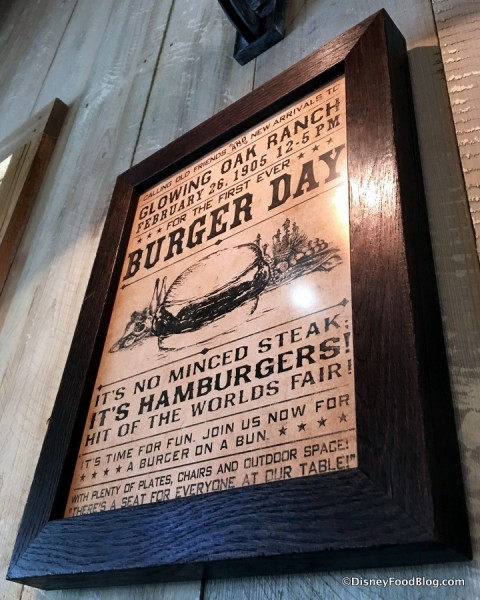 CALLING OLD FRIENDS AND NEW ARRIVALS TO
GLOWING OAK RANCH
FEBRUARY 26, 1905 12-5 PM
FOR THE FIRST EVER
BURGER DAY
IT'S NO MINCED STEAK;
IT'S HAMBURGERS!
HIT OF THE WORLDS FAIR!
IT'S TIME FOR FUN. JOIN US NOW FOR
A BURGER ON A BUN.
WITH PLENTY OF PLATES, CHAIRS AND OUTDOOR SPACE!
"THERE'S A SEAT FOR EVERYONE AT OUR TABLE!"
©DisneyFoodBlog.com